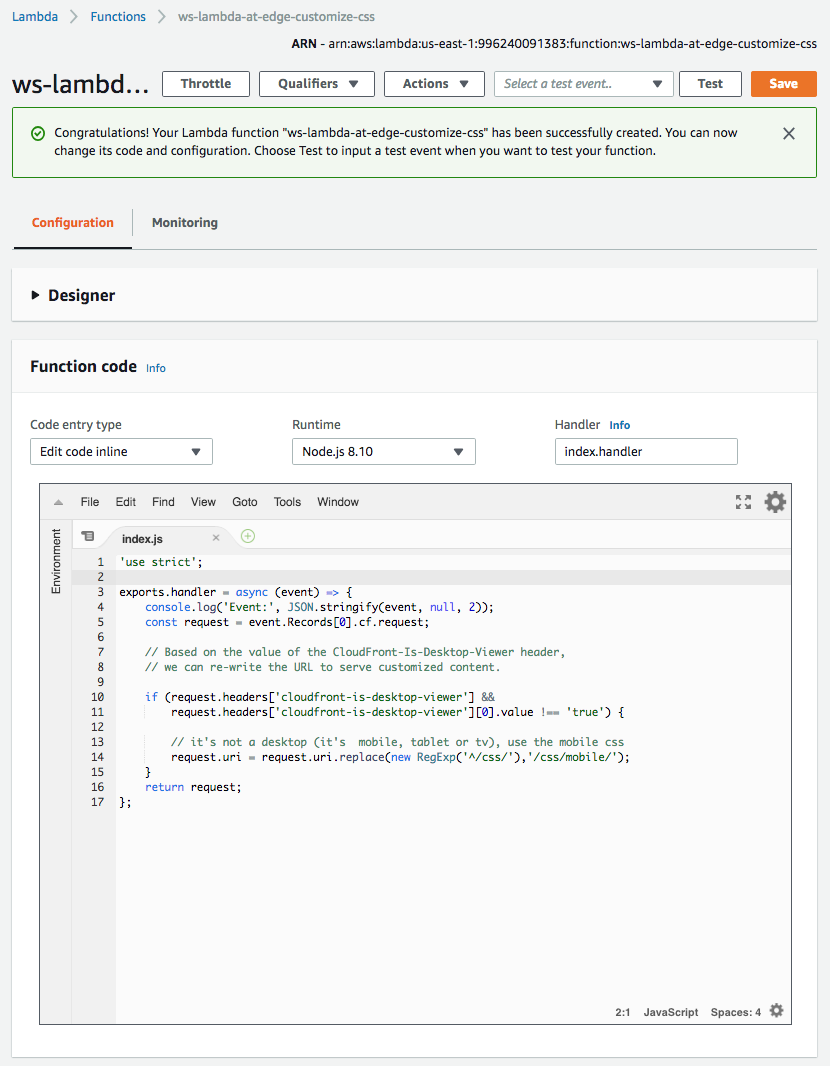 Lambda Functions ws-lambda-at-edge-customize-css
ARN - arn:aws:lambda:us-east-1:996240091383:function:ws-lambda-at-edge-customize-css
ws-lambd... Throttle Qualifiers Actions Select a test event.. Test Save
Congratulations! Your Lambda function "ws-lambda-at-edge-customize-css" has been successfully created. You can now
change its code and configuration. Choose Test to input a test event when you want to test your function.
Configuration Monitoring
Designer
Function code Info
Code entry type Runtime Handler Info
Edit code inline Node.js 8.10 index.handler
File Edit Find View Goto Tools Window
Environment
index.js
1 'use strict';
2
3 exports.handler = async (event) => {
4     console.log('Event:', JSON.stringify(event, null, 2));
5     const request = event.Records[0].cf.request;
6
7     // Based on the value of the CloudFront-Is-Desktop-Viewer header,
8     // we can re-write the URL to serve customized content.
9
10     if (request.headers['cloudfront-is-desktop-viewer'] &&
11         request.headers['cloudfront-is-desktop-viewer'][0].value !== 'true') {
12
13         // it's not a desktop (it's  mobile, tablet or tv), use the mobile css
14         request.uri = request.uri.replace(new RegExp('^/css/'),'/css/mobile/');
15     }
16     return request;
17 };
2:1 JavaScript Spaces: 4